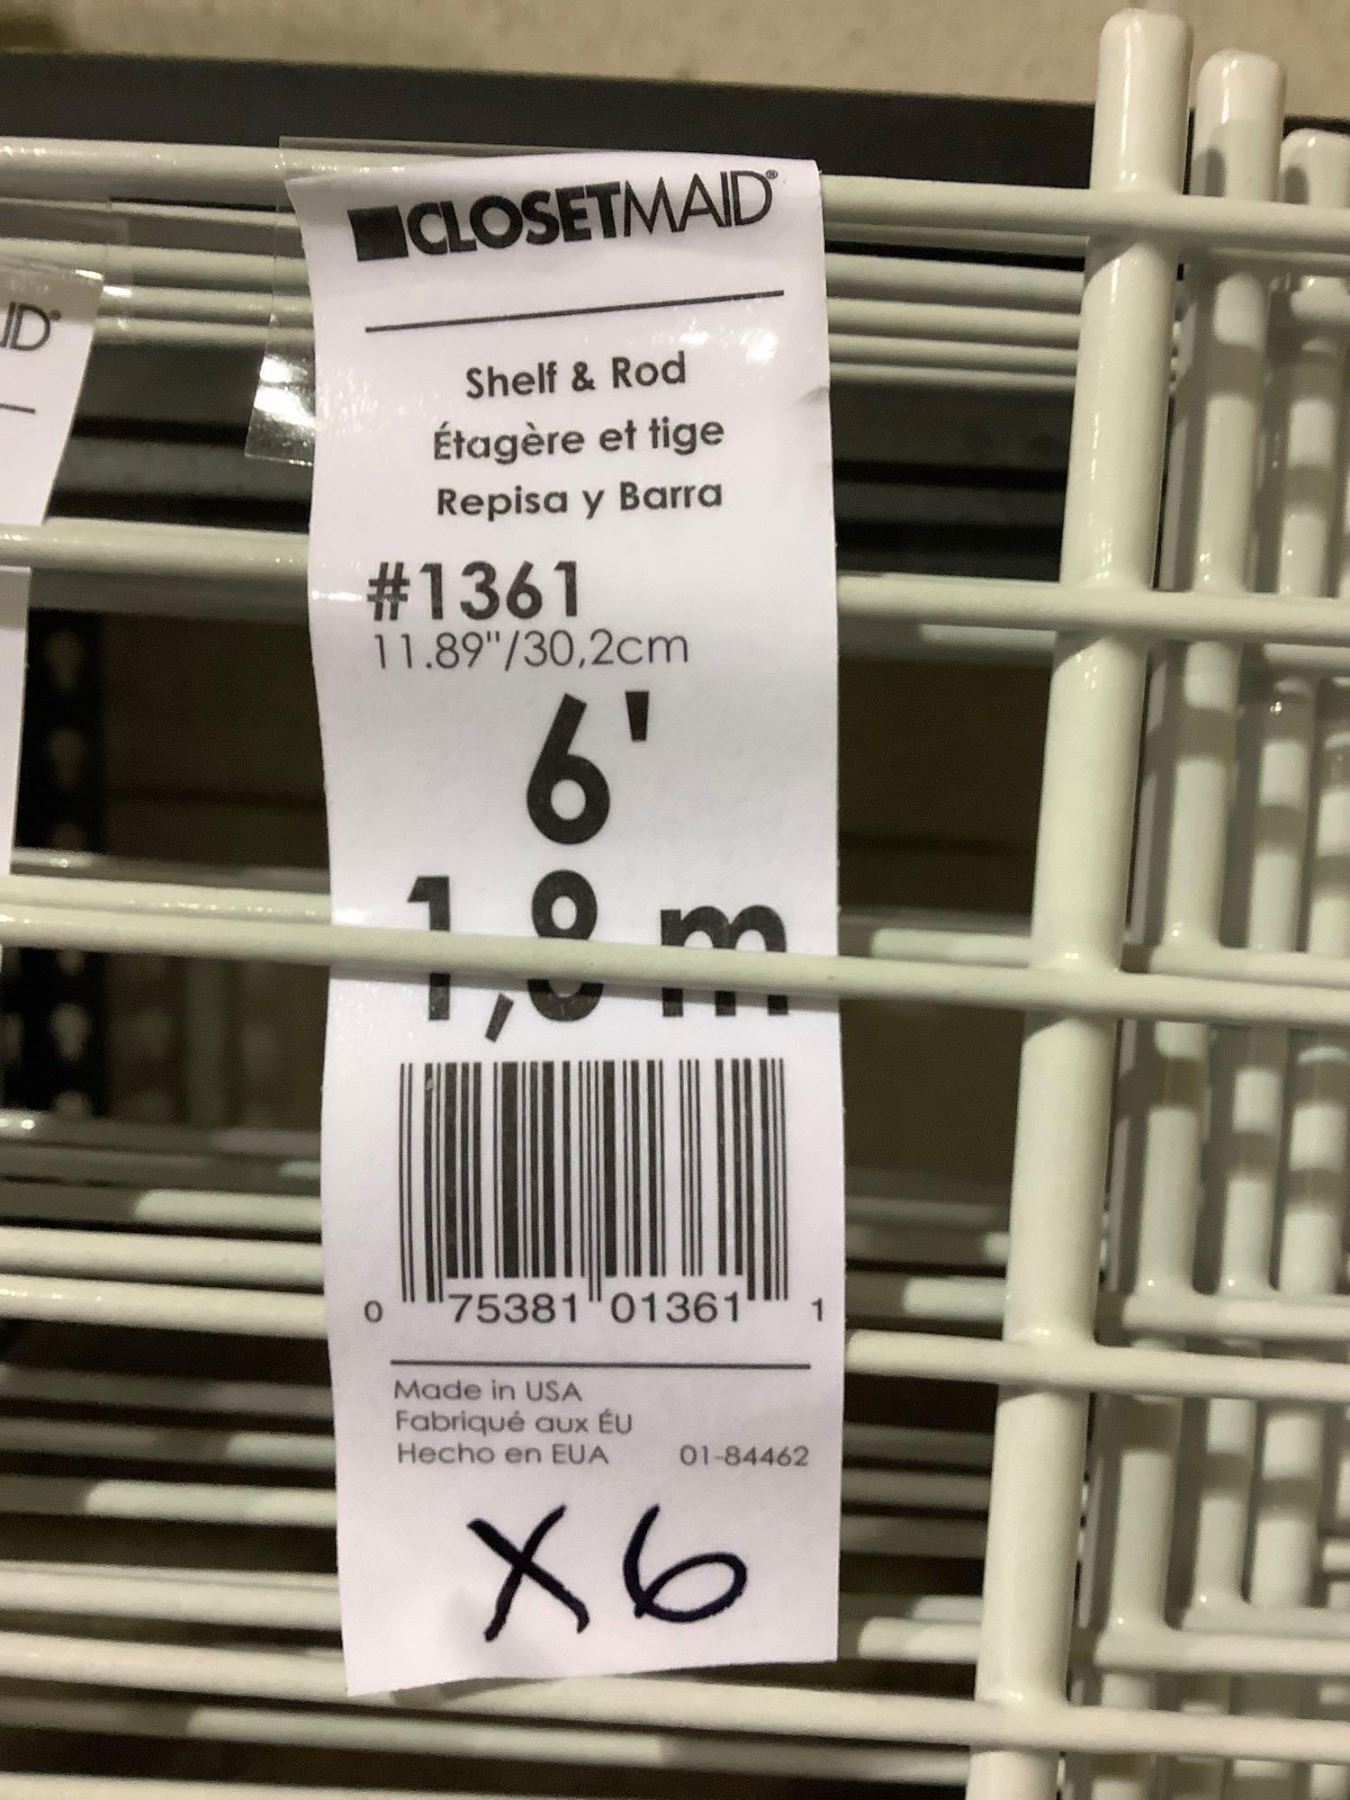 CLOSETMAID®
Shelf & Rod
Étagère et tige
Repisa y Barra
#1361
11.89"/30,2cm
6'
1,8 m
0 75381 01361 1
Made in USA
Fabriqué aux ÉU
Hecho en EUA 01-84462
X6
ID®